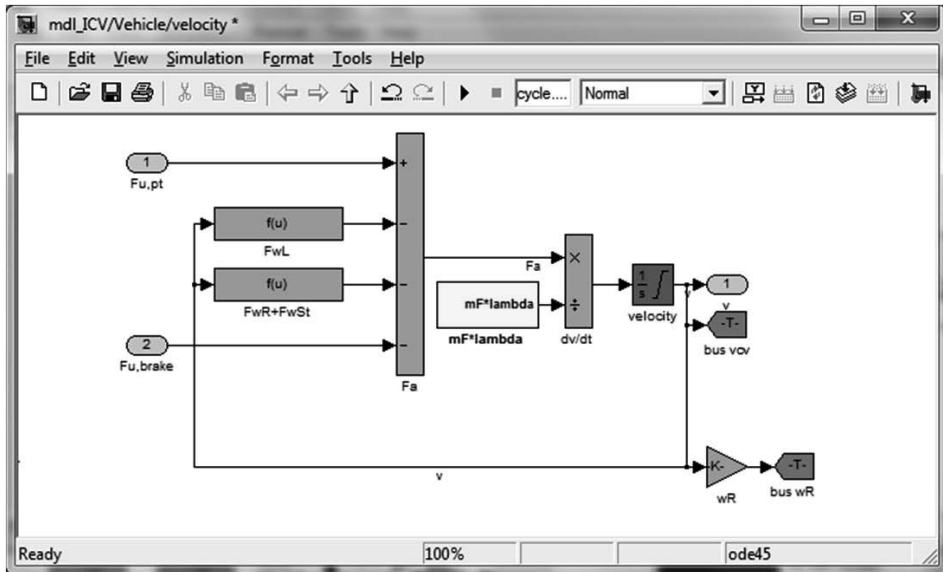 mdl_ICV/Vehicle/velocity *
File Edit View Simulation Format Tools Help
cycle.... Normal
1
Fu,pt
+
f(u)
−
FwL
f(u)
−
FwR+FwSt
2
−
Fu,brake
Fa
Fa
×
mF*lambda
÷
mF*lambda
dv/dt
1
s
velocity
v
1
v
-T-
bus vcv
v
K-
wR
-T-
bus wR
Ready 100% ode45